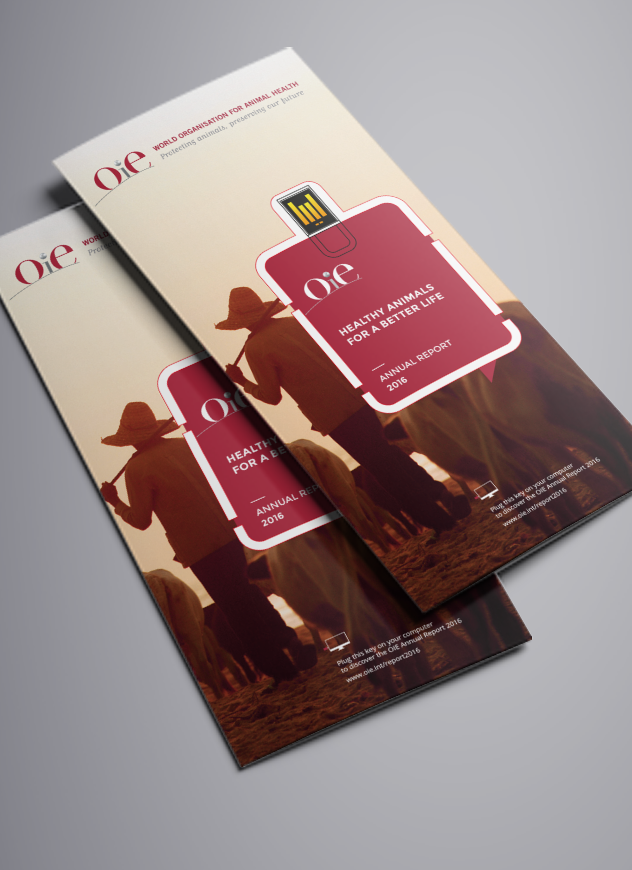 OiE
WORLD ORGANISATION FOR ANIMAL HEALTH
Protecting animals, preserving our future
OiE
HEALTHY ANIMALS
FOR A BETTER LIFE
ANNUAL REPORT
2016
Plug this key on your computer
to discover the OIE Annual Report 2016
www.oie.int/report2016
OiE
HEALTHY
FOR A BE
ANNUAL REP
2016
Plug this key on your computer
to discover the OIE Annual Report 2016
www.oie.int/report2016